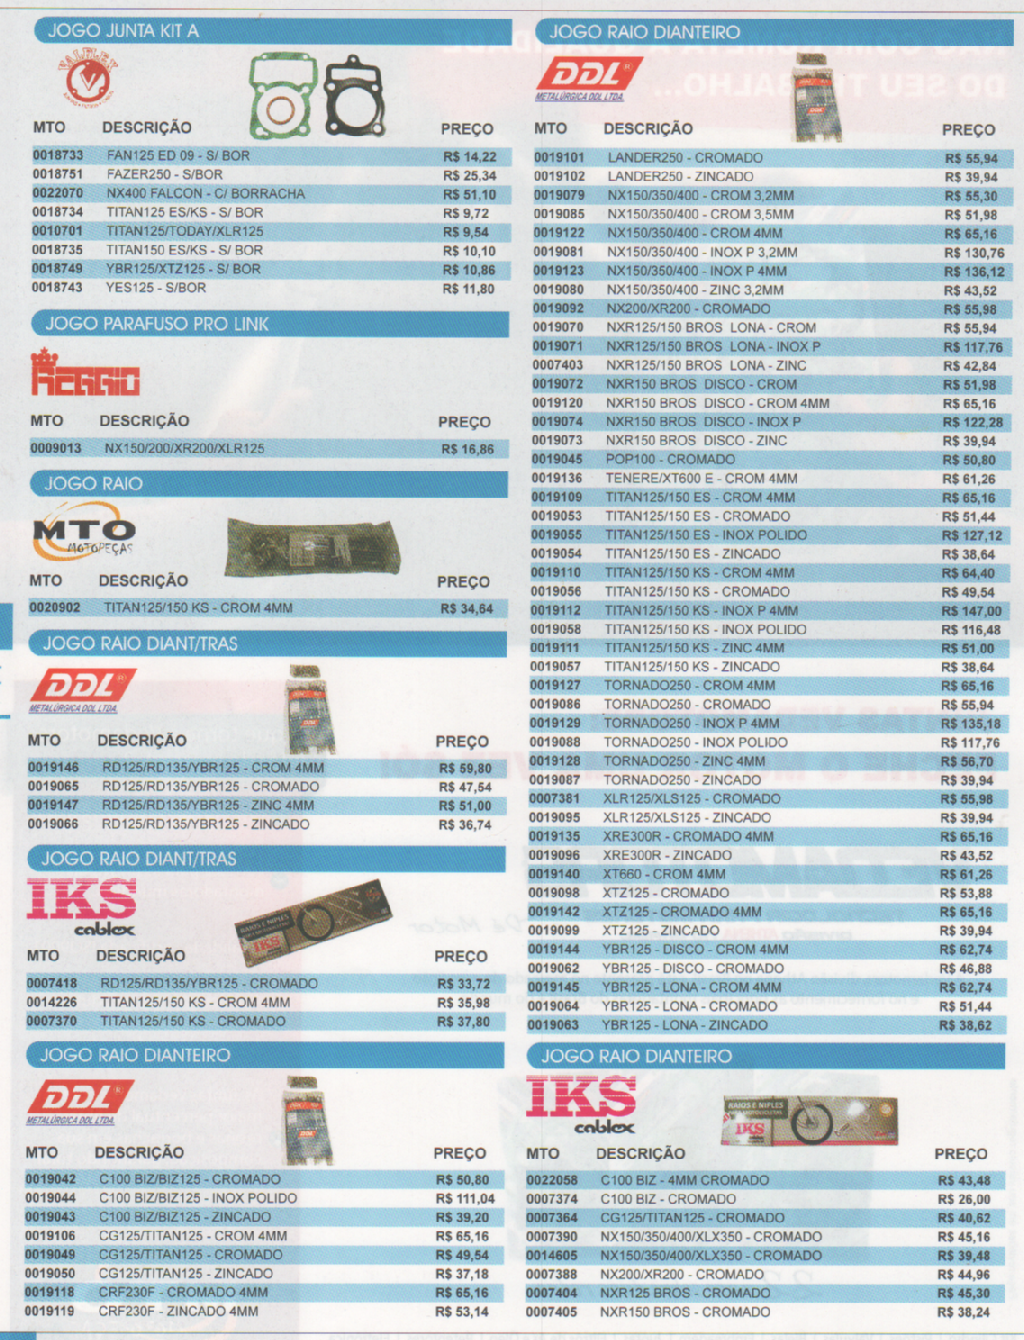 JOGO JUNTA KIT A
VALFLEX
MTO DESCRIÇÃO PREÇO
0018733 FAN125 ED 09 - S/ BOR R$ 14,22
0018751 FAZER250 - S/BOR R$ 25,34
0022070 NX400 FALCON - C/ BORRACHA R$ 51,10
0018734 TITAN125 ES/KS - S/ BOR R$ 9,72
0010701 TITAN125/TODAY/XLR125 R$ 9,54
0018735 TITAN150 ES/KS - S/ BOR R$ 10,10
0018749 YBR125/XTZ125 - S/ BOR R$ 10,86
0018743 YES125 - S/BOR R$ 11,80
JOGO PARAFUSO PRO LINK
REGGIO
MTO DESCRIÇÃO PREÇO
0009013 NX150/200/XR200/XLR125 R$ 16,86
JOGO RAIO
MTO
MOTOPEÇAS
MTO DESCRIÇÃO PREÇO
0020902 TITAN125/150 KS - CROM 4MM R$ 34,64
JOGO RAIO DIANT/TRAS
DDL®
METALÚRGICA DDL LTDA.
MTO DESCRIÇÃO PREÇO
0019146 RD125/RD135/YBR125 - CROM 4MM R$ 59,80
0019065 RD125/RD135/YBR125 - CROMADO R$ 47,54
0019147 RD125/RD135/YBR125 - ZINC 4MM R$ 51,00
0019066 RD125/RD135/YBR125 - ZINCADO R$ 36,74
JOGO RAIO DIANT/TRAS
IKS
cablex
RAIOS E NIPLES
IKS
MTO DESCRIÇÃO PREÇO
0007418 RD125/RD135/YBR125 - CROMADO R$ 33,72
0014226 TITAN125/150 KS - CROM 4MM R$ 35,98
0007370 TITAN125/150 KS - CROMADO R$ 37,80
JOGO RAIO DIANTEIRO
DDL®
METALÚRGICA DDL LTDA.
DDL
MTO DESCRIÇÃO PREÇO
0019042 C100 BIZ/BIZ125 - CROMADO R$ 50,80
0019044 C100 BIZ/BIZ125 - INOX POLIDO R$ 111,04
0019043 C100 BIZ/BIZ125 - ZINCADO R$ 39,20
0019106 CG125/TITAN125 - CROM 4MM R$ 65,16
0019049 CG125/TITAN125 - CROMADO R$ 49,54
0019050 CG125/TITAN125 - ZINCADO R$ 37,18
0019118 CRF230F - CROMADO 4MM R$ 65,16
0019119 CRF230F - ZINCADO 4MM R$ 53,14
JOGO RAIO DIANTEIRO
DDL®
METALÚRGICA DDL LTDA.
MTO DESCRIÇÃO PREÇO
0019101 LANDER250 - CROMADO R$ 55,94
0019102 LANDER250 - ZINCADO R$ 39,94
0019079 NX150/350/400 - CROM 3,2MM R$ 55,30
0019085 NX150/350/400 - CROM 3,5MM R$ 51,98
0019122 NX150/350/400 - CROM 4MM R$ 65,16
0019081 NX150/350/400 - INOX P 3,2MM R$ 130,76
0019123 NX150/350/400 - INOX P 4MM R$ 136,12
0019080 NX150/350/400 - ZINC 3,2MM R$ 43,52
0019092 NX200/XR200 - CROMADO R$ 55,98
0019070 NXR125/150 BROS LONA - CROM R$ 55,94
0019071 NXR125/150 BROS LONA - INOX P R$ 117,76
0007403 NXR125/150 BROS LONA - ZINC R$ 42,84
0019072 NXR150 BROS DISCO - CROM R$ 51,98
0019120 NXR150 BROS DISCO - CROM 4MM R$ 65,16
0019074 NXR150 BROS DISCO - INOX P R$ 122,28
0019073 NXR150 BROS DISCO - ZINC R$ 39,94
0019045 POP100 - CROMADO R$ 50,80
0019136 TENERE/XT600 E - CROM 4MM R$ 61,26
0019109 TITAN125/150 ES - CROM 4MM R$ 65,16
0019053 TITAN125/150 ES - CROMADO R$ 51,44
0019055 TITAN125/150 ES - INOX POLIDO R$ 127,12
0019054 TITAN125/150 ES - ZINCADO R$ 38,64
0019110 TITAN125/150 KS - CROM 4MM R$ 64,40
0019056 TITAN125/150 KS - CROMADO R$ 49,54
0019112 TITAN125/150 KS - INOX P 4MM R$ 147,00
0019058 TITAN125/150 KS - INOX POLIDO R$ 116,48
0019111 TITAN125/150 KS - ZINC 4MM R$ 51,00
0019057 TITAN125/150 KS - ZINCADO R$ 38,64
0019127 TORNADO250 - CROM 4MM R$ 65,16
0019086 TORNADO250 - CROMADO R$ 55,94
0019129 TORNADO250 - INOX P 4MM R$ 135,18
0019088 TORNADO250 - INOX POLIDO R$ 117,76
0019128 TORNADO250 - ZINC 4MM R$ 56,70
0019087 TORNADO250 - ZINCADO R$ 39,94
0007381 XLR125/XLS125 - CROMADO R$ 55,98
0019095 XLR125/XLS125 - ZINCADO R$ 39,94
0019135 XRE300R - CROMADO 4MM R$ 65,16
0019096 XRE300R - ZINCADO R$ 43,52
0019140 XT660 - CROM 4MM R$ 61,26
0019098 XTZ125 - CROMADO R$ 53,88
0019142 XTZ125 - CROMADO 4MM R$ 65,16
0019099 XTZ125 - ZINCADO R$ 39,94
0019144 YBR125 - DISCO - CROM 4MM R$ 62,74
0019062 YBR125 - DISCO - CROMADO R$ 46,88
0019145 YBR125 - LONA - CROM 4MM R$ 62,74
0019064 YBR125 - LONA - CROMADO R$ 51,44
0019063 YBR125 - LONA - ZINCADO R$ 38,62
JOGO RAIO DIANTEIRO
IKS
cablex
RAIOS E NIPLES
IKS
MTO DESCRIÇÃO PREÇO
0022058 C100 BIZ - 4MM CROMADO R$ 43,48
0007374 C100 BIZ - CROMADO R$ 26,00
0007364 CG125/TITAN125 - CROMADO R$ 40,62
0007390 NX150/350/400/XLX350 - CROMADO R$ 45,16
0014605 NX150/350/400/XLX350 - CROMADO R$ 39,48
0007388 NX200/XR200 - CROMADO R$ 44,96
0007404 NXR125 BROS - CROMADO R$ 45,30
0007405 NXR150 BROS - CROMADO R$ 38,24